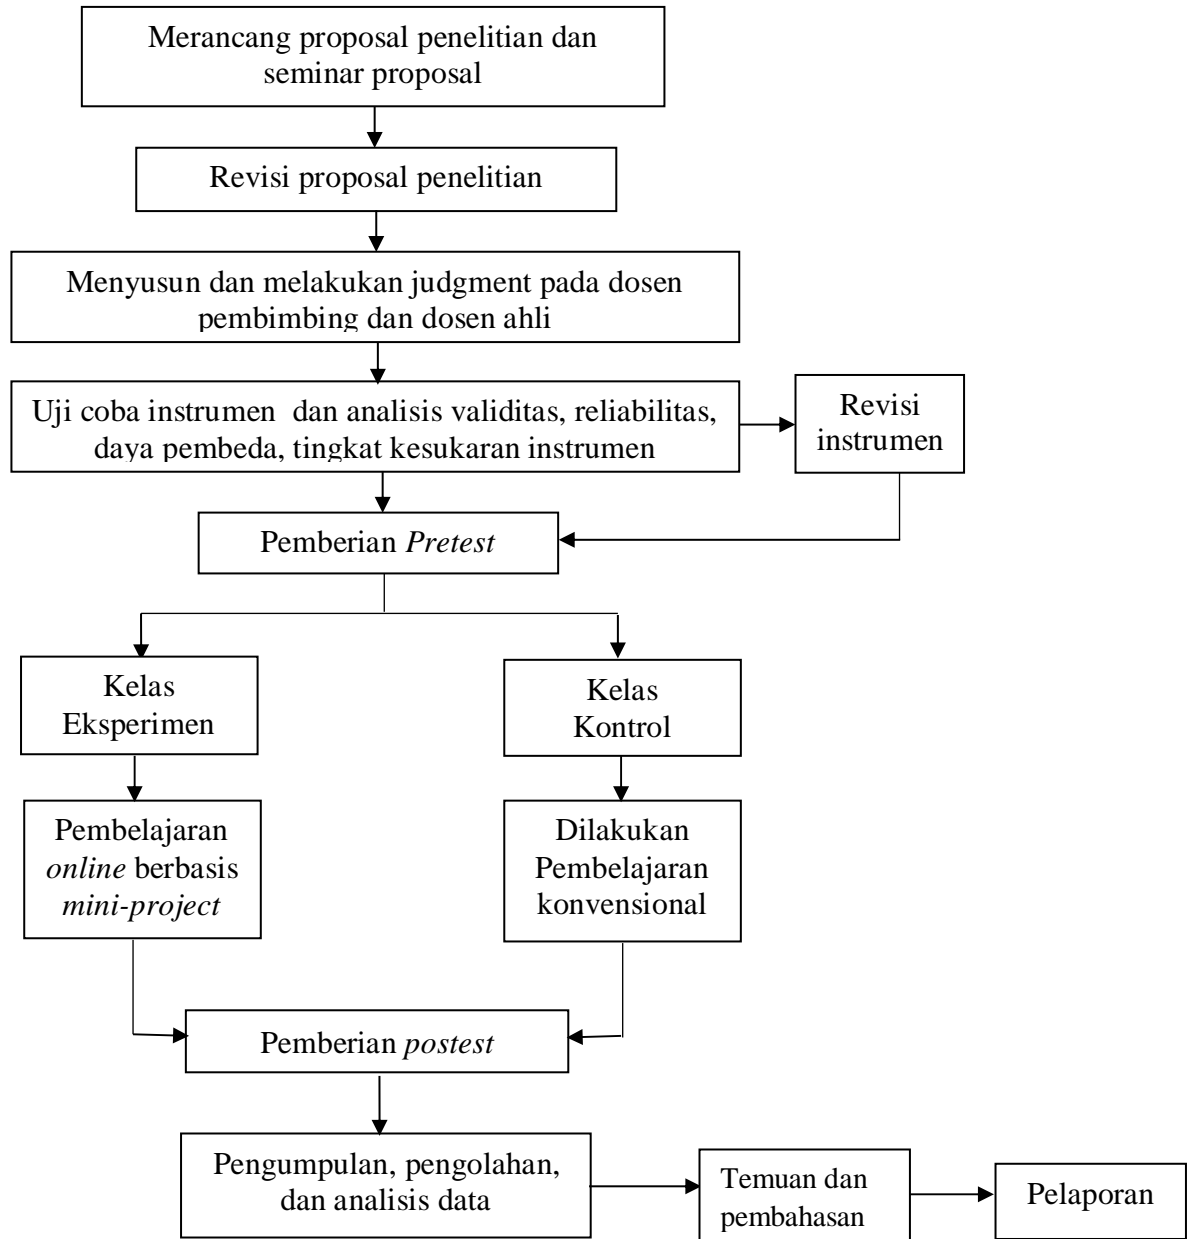 Merancang proposal penelitian dan
seminar proposal
Revisi proposal penelitian
Menyusun dan melakukan judgment pada dosen
pembimbing dan dosen ahli
Uji coba instrumen  dan analisis validitas, reliabilitas,
daya pembeda, tingkat kesukaran instrumen
Revisi
instrumen
Pemberian Pretest
Kelas
Eksperimen
Kelas
Kontrol
Pembelajaran
online berbasis
mini-project
Dilakukan
Pembelajaran
konvensional
Pemberian postest
Pengumpulan, pengolahan,
dan analisis data
Temuan dan
pembahasan
Pelaporan